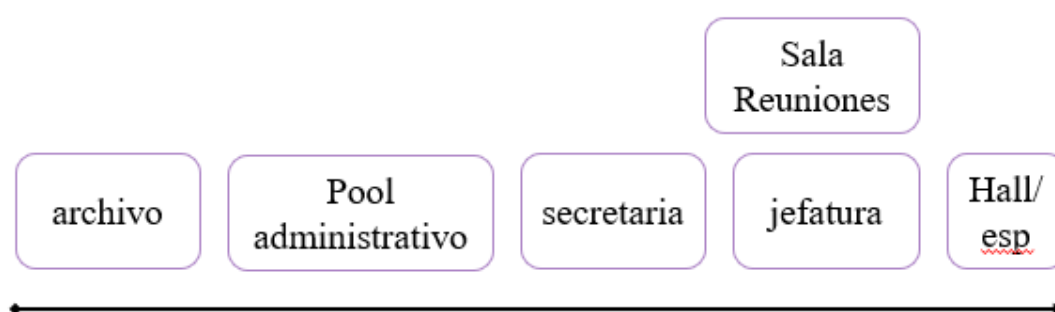 Sala
Reuniones
archivo
Pool
administrativo
secretaria
jefatura
Hall/
esp